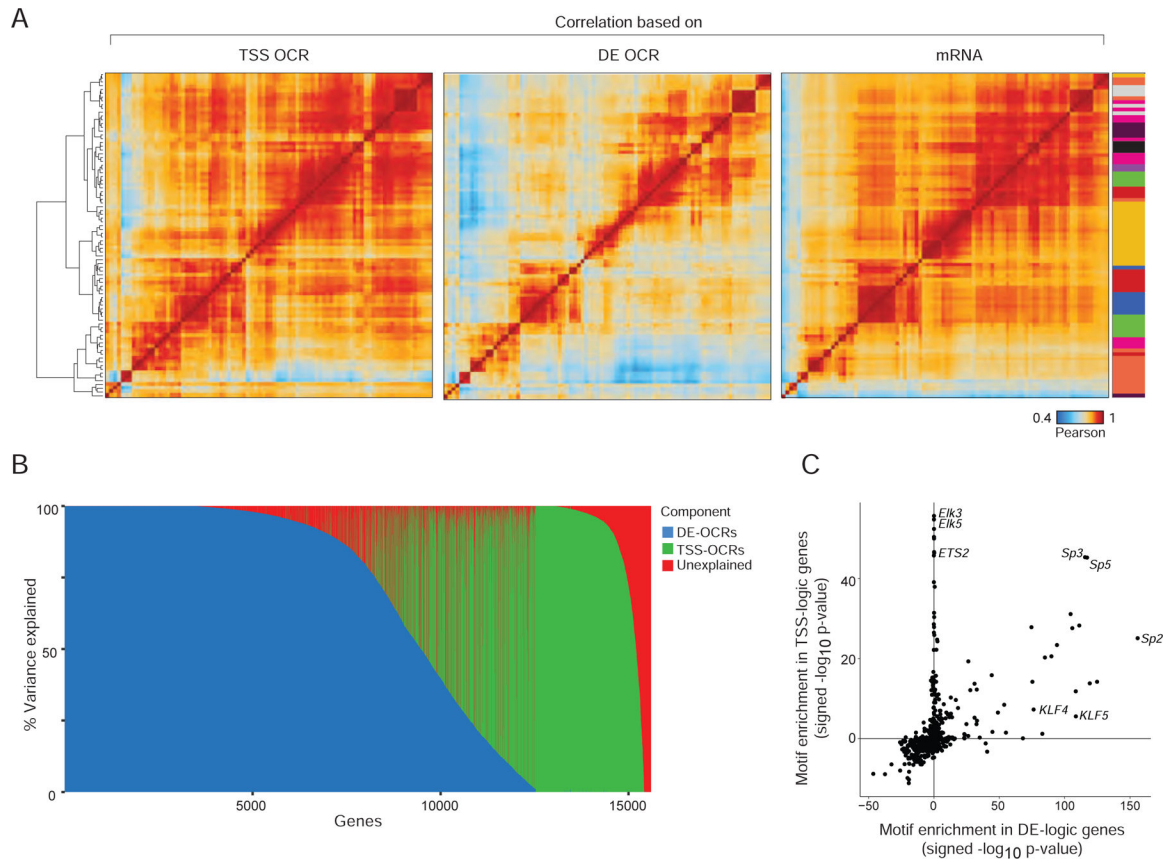 A
Correlation based on
TSS OCR
DE OCR
mRNA
0.4
1
Pearson
B
% Variance explained
100
50
0
5000
10000
15000
Genes
Component
DE-OCRs
TSS-OCRs
Unexplained
C
Motif enrichment in TSS-logic genes
(signed -log10 p-value)
40
20
0
Elk3
Elk5
ETS2
Sp3
Sp5
Sp2
KLF4
KLF5
−50
0
50
100
150
Motif enrichment in DE-logic genes
(signed -log10 p-value)